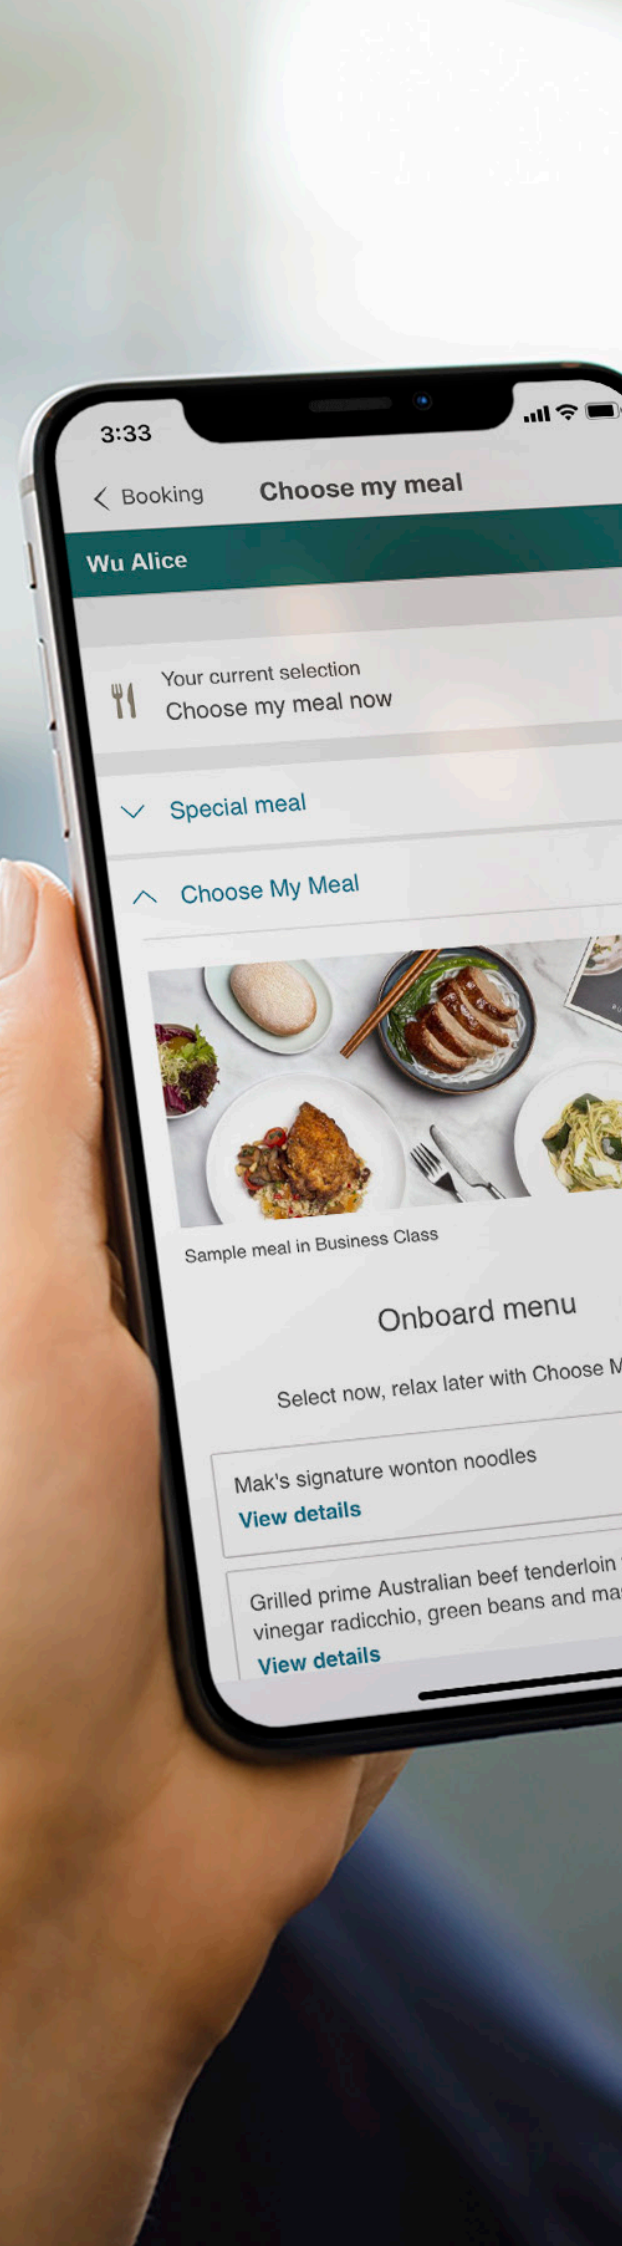 3:33
Booking
Choose my meal
Wu Alice
Your current selection
Choose my meal now
Special meal
Choose My Meal
Sample meal in Business Class
Onboard menu
Select now, relax later with Choose M
Mak's signature wonton noodles
View details
Grilled prime Australian beef tenderloin
vinegar radicchio, green beans and ma
View details